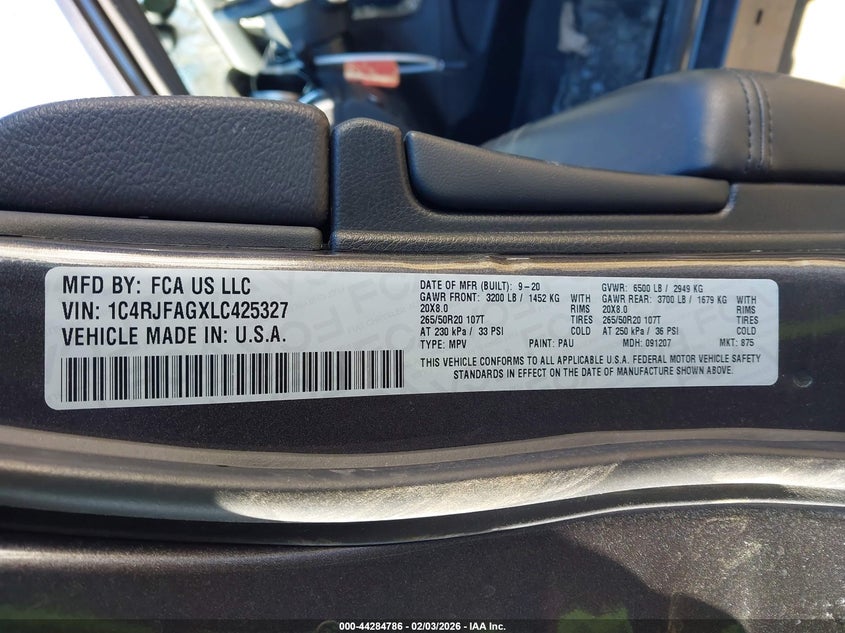 MFD BY: FCA US LLC
VIN: 1C4RJFAGXLC425327
VEHICLE MADE IN: U.S.A.
DATE OF MFR (BUILT): 9-20 GVWR: 6500 LB / 2949 KG
GAWR FRONT: 3200 LB / 1452 KG WITH GAWR REAR: 3700 LB / 1679 KG WITH
20X8.0 RIMS 20X8.0 RIMS
265/50R20 107T TIRES 265/50R20 107T TIRES
AT 230 kPa / 33 PSI COLD AT 250 kPa / 36 PSI COLD
TYPE: MPV PAINT: PAU MDH: 091207 MKT: 875
THIS VEHICLE CONFORMS TO ALL APPLICABLE U.S.A. FEDERAL MOTOR VEHICLE SAFETY
STANDARDS IN EFFECT ON THE DATE OF MANUFACTURE SHOWN ABOVE.
000-44284786 - 02/03/2026 - IAA Inc.